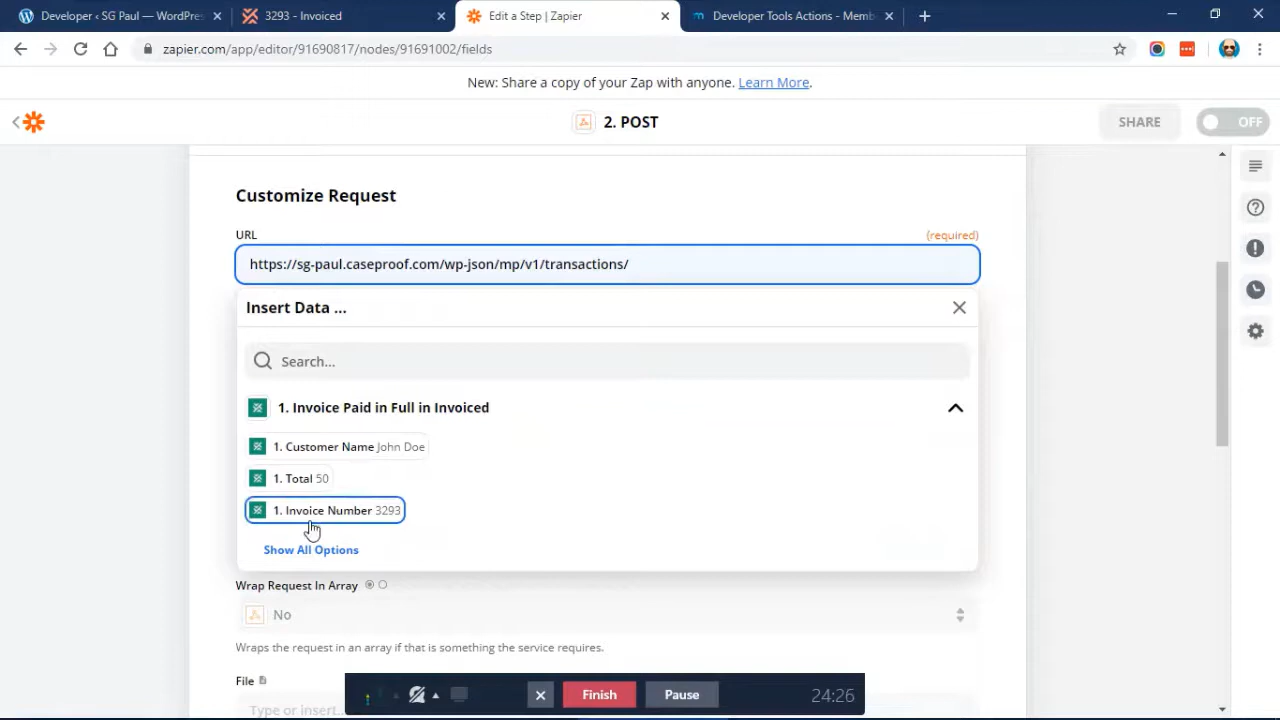 Developer ‹ SG Paul — WordPres
3293 - Invoiced
Edit a Step | Zapier
Developer Tools Actions - Memb
zapier.com/app/editor/91690817/nodes/91691002/fields
New: Share a copy of your Zap with anyone. Learn More.
2. POST
SHARE
OFF
Customize Request
URL
(required)
https://sg-paul.caseproof.com/wp-json/mp/v1/transactions/
Insert Data ...
Search...
1. Invoice Paid in Full in Invoiced
1. Customer Name John Doe
1. Total 50
1. Invoice Number 3293
Show All Options
Wrap Request In Array
No
Wraps the request in an array if that is something the service requires.
File
Type or insert...
Finish
Pause
24:26